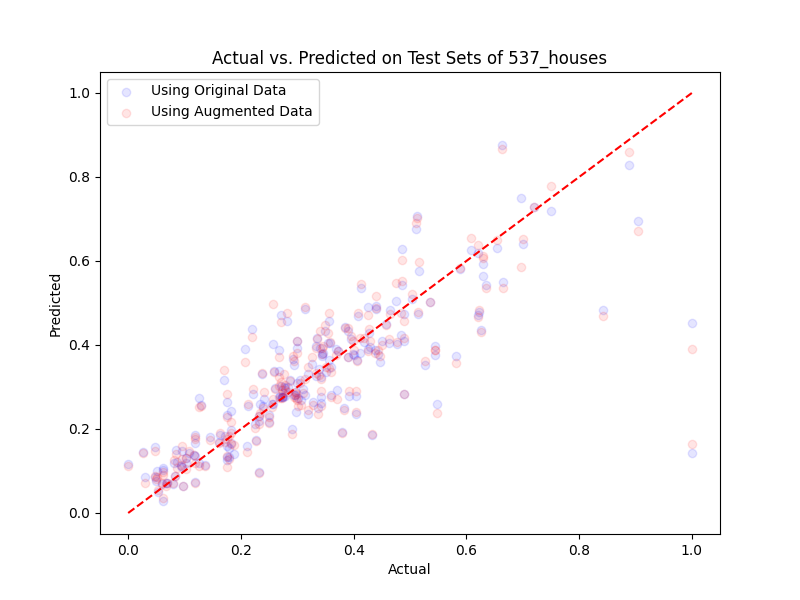 Actual vs. Predicted on Test Sets of 537_houses
Using Original Data
Using Augmented Data
1.0
0.8
0.6
0.4
0.2
0.0
Predicted
0.0 0.2 0.4 0.6 0.8 1.0
Actual